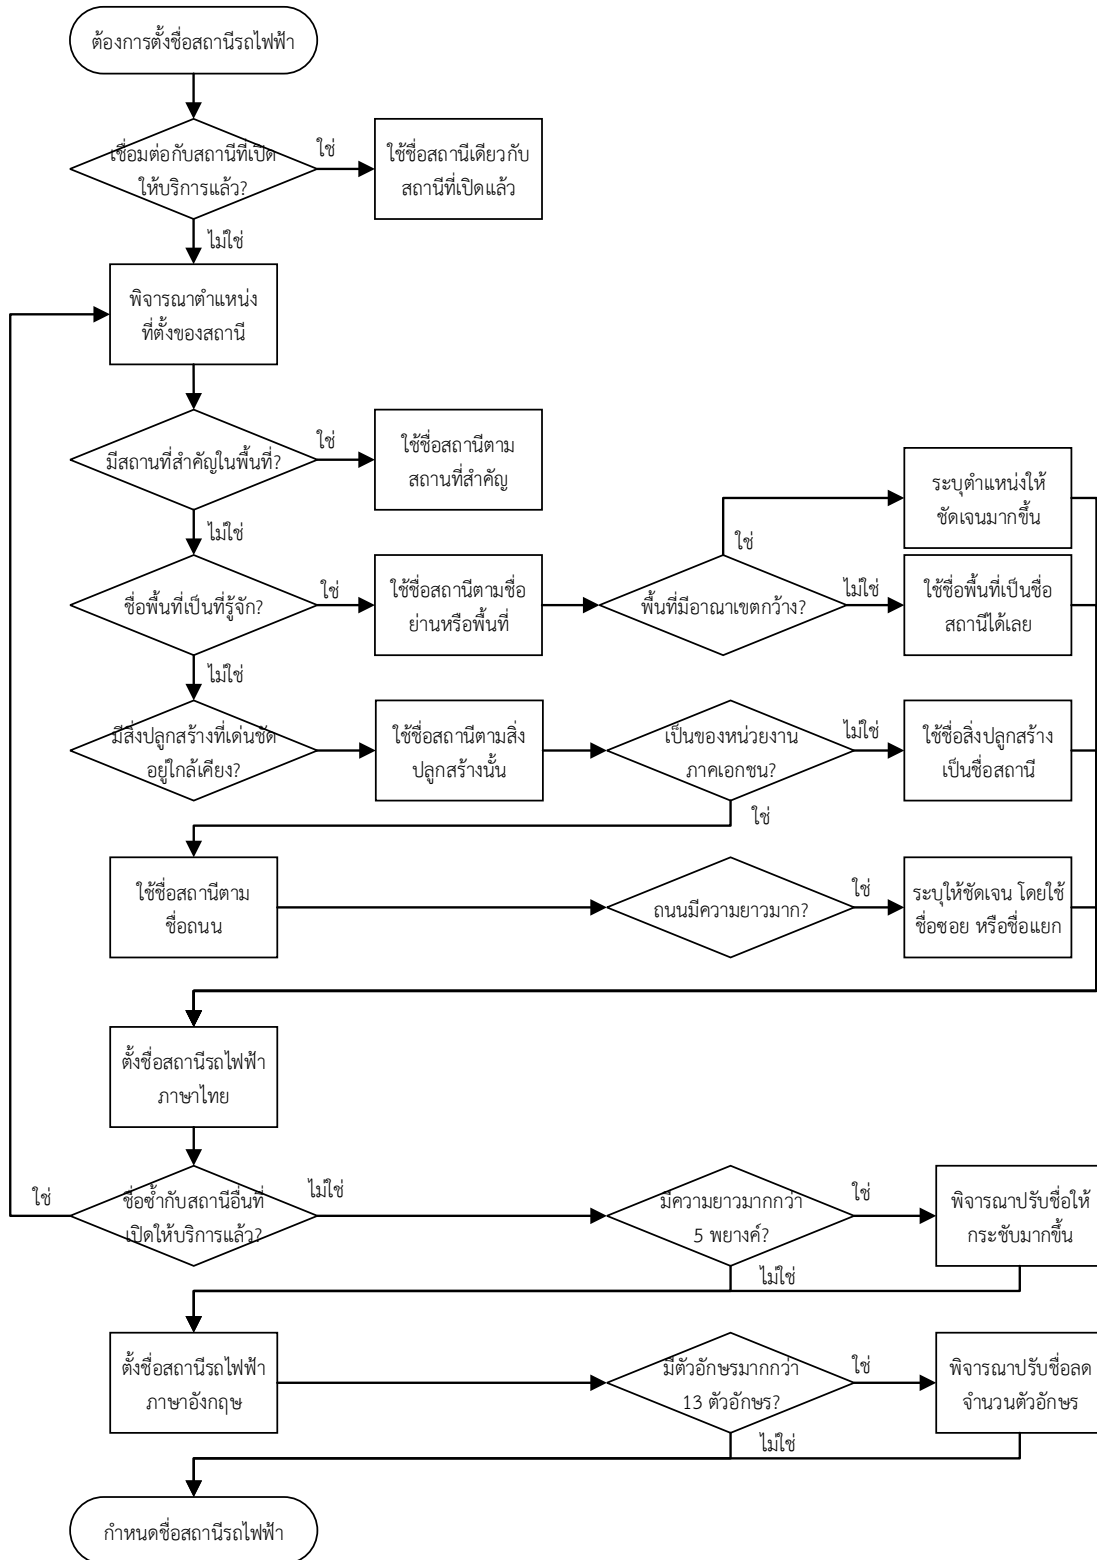 ต้องการตั้งชื่อสถานีรถไฟฟ้า
เชื่อมต่อกับสถานีที่เปิด
ให้บริการแล้ว?
ใช่
ใช้ชื่อสถานีเดียวกับ
สถานีที่เปิดแล้ว
ไม่ใช่
พิจารณาตำแหน่ง
ที่ตั้งของสถานี
มีสถานที่สำคัญในพื้นที่?
ใช่
ใช้ชื่อสถานีตาม
สถานที่สำคัญ
ไม่ใช่
ชื่อพื้นที่เป็นที่รู้จัก?
ใช่
ใช้ชื่อสถานีตามชื่อ
ย่านหรือพื้นที่
พื้นที่มีอาณาเขตกว้าง?
ใช่
ระบุตำแหน่งให้
ชัดเจนมากขึ้น
ไม่ใช่
ใช้ชื่อพื้นที่เป็นชื่อ
สถานีได้เลย
ไม่ใช่
มีสิ่งปลูกสร้างที่เด่นชัด
อยู่ใกล้เคียง?
ใช้ชื่อสถานีตามสิ่ง
ปลูกสร้างนั้น
เป็นของหน่วยงาน
ภาคเอกชน?
ไม่ใช่
ใช้ชื่อสิ่งปลูกสร้าง
เป็นชื่อสถานี
ใช่
ใช้ชื่อสถานีตาม
ชื่อถนน
ถนนมีความยาวมาก?
ใช่
ระบุให้ชัดเจน โดยใช้
ชื่อซอย หรือชื่อแยก
ตั้งชื่อสถานีรถไฟฟ้า
ภาษาไทย
ใช่
ชื่อซ้ำกับสถานีอื่นที่
เปิดให้บริการแล้ว?
ไม่ใช่
มีความยาวมากกว่า
5 พยางค์?
ใช่
พิจารณาปรับชื่อให้
กระชับมากขึ้น
ไม่ใช่
ตั้งชื่อสถานีรถไฟฟ้า
ภาษาอังกฤษ
มีตัวอักษรมากกว่า
13 ตัวอักษร?
ใช่
พิจารณาปรับชื่อลด
จำนวนตัวอักษร
ไม่ใช่
กำหนดชื่อสถานีรถไฟฟ้า